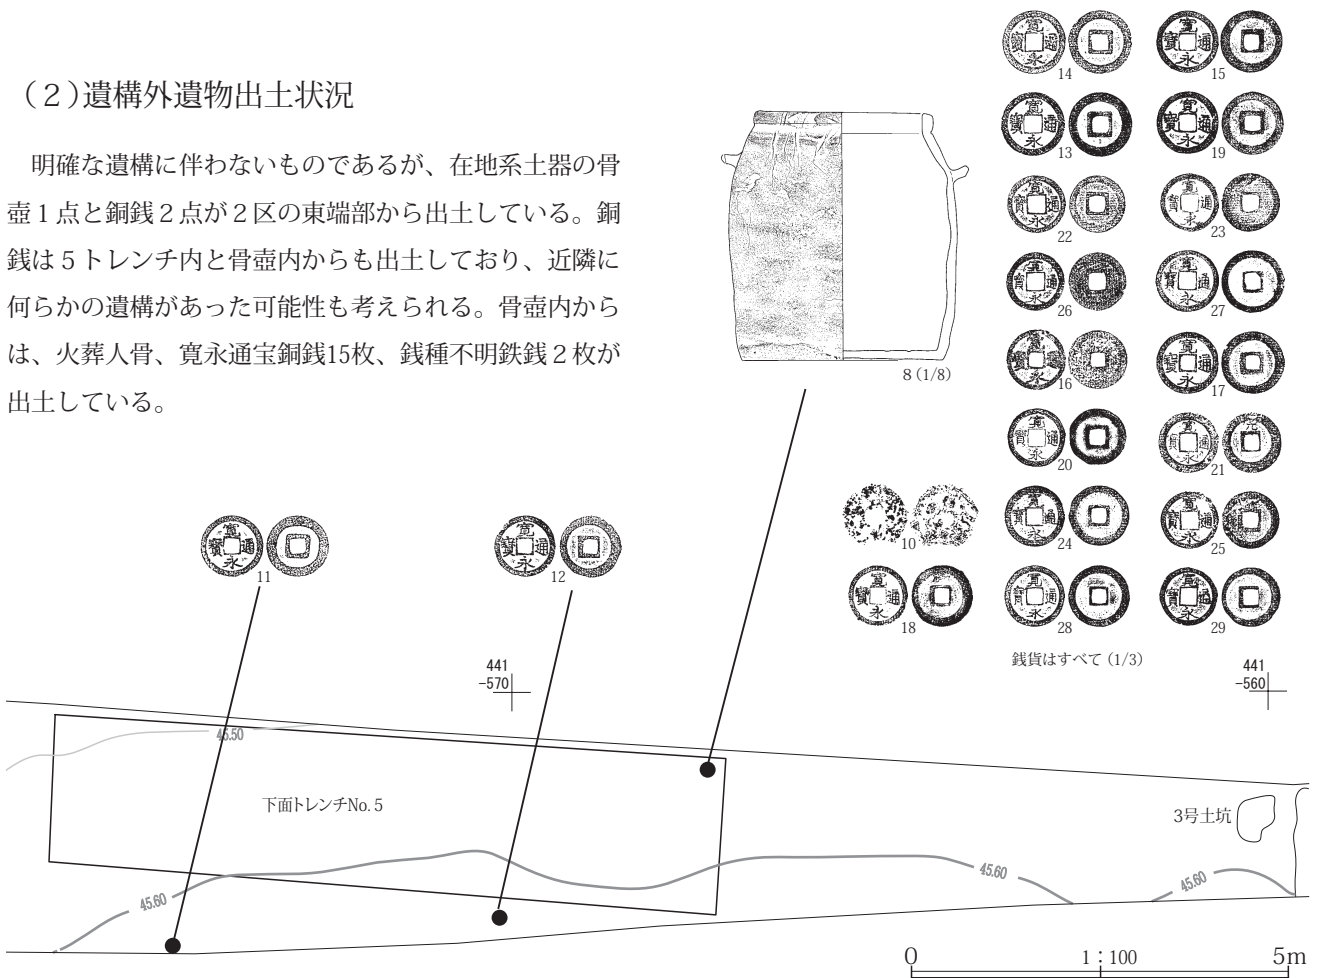 （２）遺構外遺物出土状況
明確な遺構に伴わないものであるが、在地系土器の骨
壺１点と銅銭２点が２区の東端部から出土している。銅
銭は５トレンチ内と骨壺内からも出土しており、近隣に
何らかの遺構があった可能性も考えられる。骨壺内から
は、火葬人骨、寛永通宝銅銭15枚、銭種不明鉄銭２枚が
出土している。
8 (1/8)
14
15
13
19
22
23
26
27
16
17
20
21
10
24
25
18
28
29
銭貨はすべて (1/3)
11
12
寛永通寳
441
-570
441
-560
45.50
下面トレンチNo.５
3号土坑
45.60
45.60
45.60
0 1：100 5m